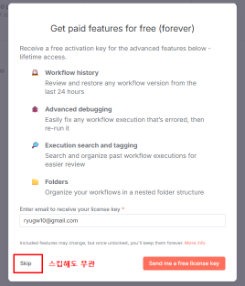 Get paid features for free (forever)
Receive a free activation key for the advanced features below -
lifetime access.
Workflow history
Review and restore any workflow version from the
last 24 hours
Advanced debugging
Easily fix any workflow execution that's errored, then
re-run it
Execution search and tagging
Search and organize past workflow executions for
easier review
Folders
Organize your workflows in a nested folder structure
Enter email to receive your license key *
ryugw10@gmail.com
Included features may change, but once unlocked, you'll keep them forever. More info
Skip
스킵해도 무관
Send me a free license key